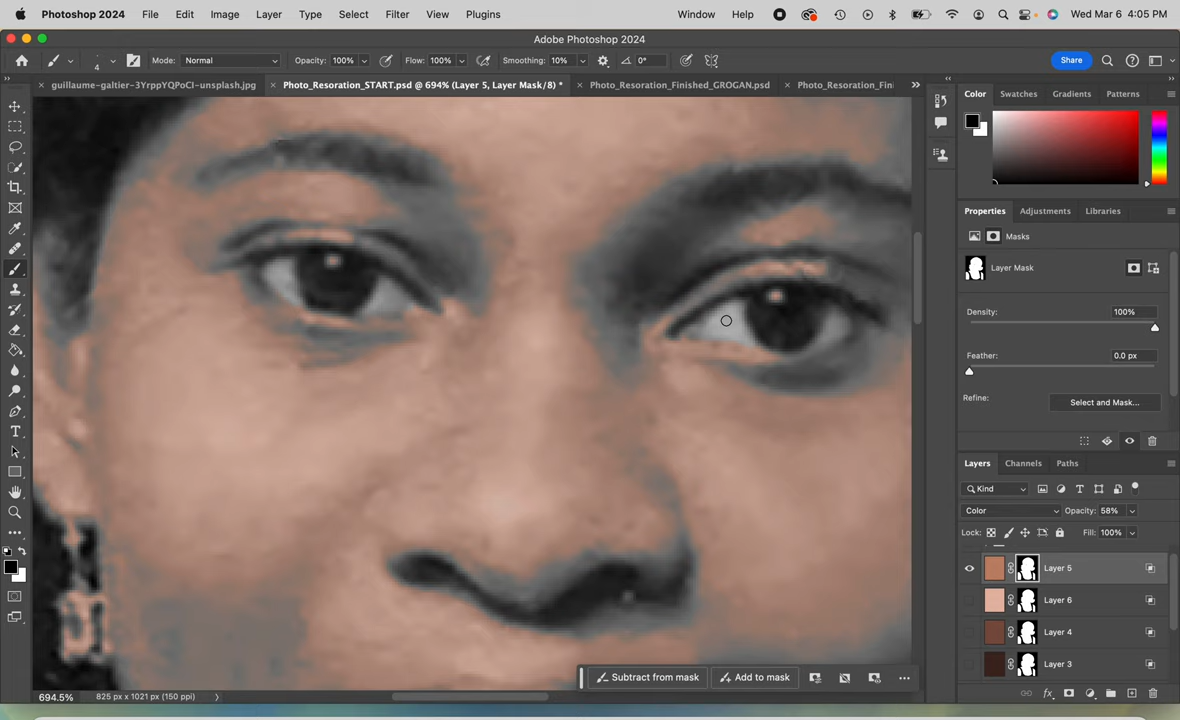 Photoshop 2024 File Edit Image Layer Type Select Filter View Plugins Window Help Wed Mar 6 4:05 PM
Adobe Photoshop 2024
4 Mode: Normal Opacity: 100% Flow: 100% Smoothing: 10% 0° Share
guillaume-galtier-3YrppYQPoCI-unsplash.jpg Photo_Resoration_START.psd @ 694% (Layer 5, Layer Mask/8) * Photo_Resoration_Finished_GROGAN.psd Photo_Resoration_Fin
Color Swatches Gradients Patterns
Properties Adjustments Libraries
Masks
Layer Mask
Density: 100%
Feather: 0.0 px
Refine: Select and Mask...
Layers Channels Paths
Kind
Color Opacity: 58%
Lock: Fill: 100%
Layer 5
Layer 6
Layer 4
Layer 3
Subtract from mask Add to mask
694.5% 825 px x 1021 px (150 ppi)